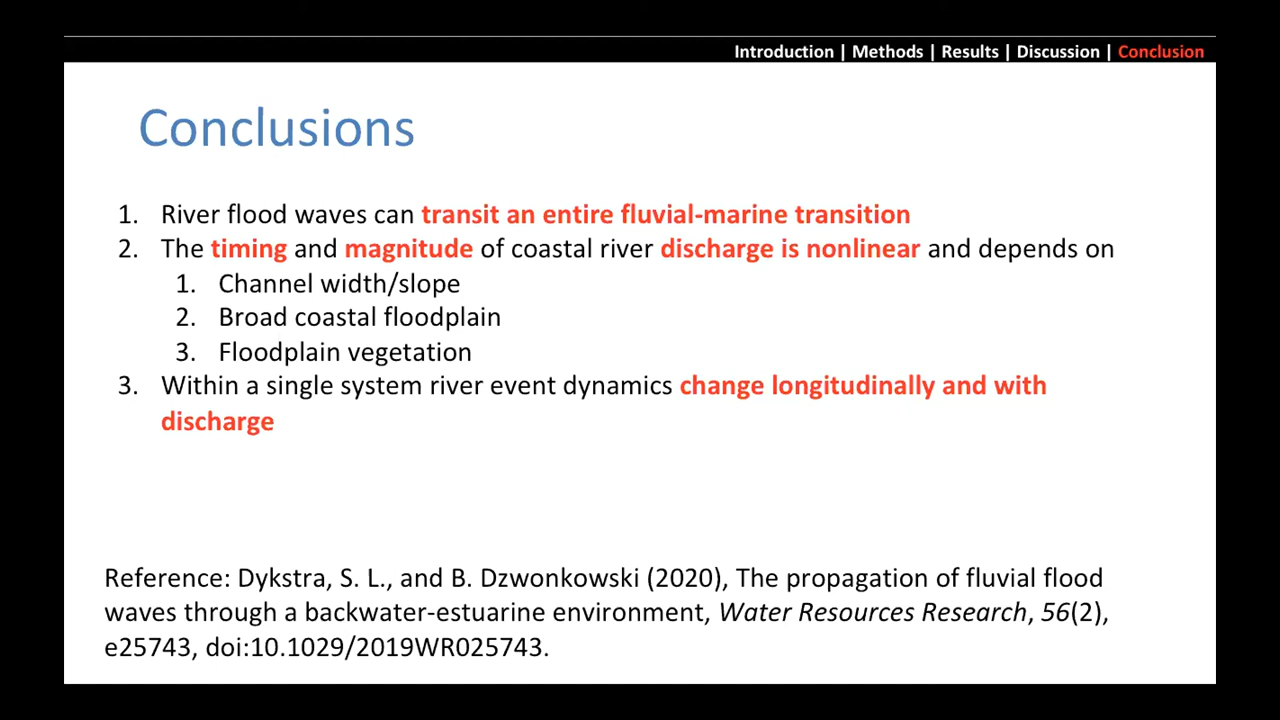 Introduction | Methods | Results | Discussion | Conclusion
Conclusions
1. River flood waves can transit an entire fluvial-marine transition
2. The timing and magnitude of coastal river discharge is nonlinear and depends on
1. Channel width/slope
2. Broad coastal floodplain
3. Floodplain vegetation
3. Within a single system river event dynamics change longitudinally and with
discharge
Reference: Dykstra, S. L., and B. Dzwonkowski (2020), The propagation of fluvial flood
waves through a backwater-estuarine environment, Water Resources Research, 56(2),
e25743, doi:10.1029/2019WR025743.